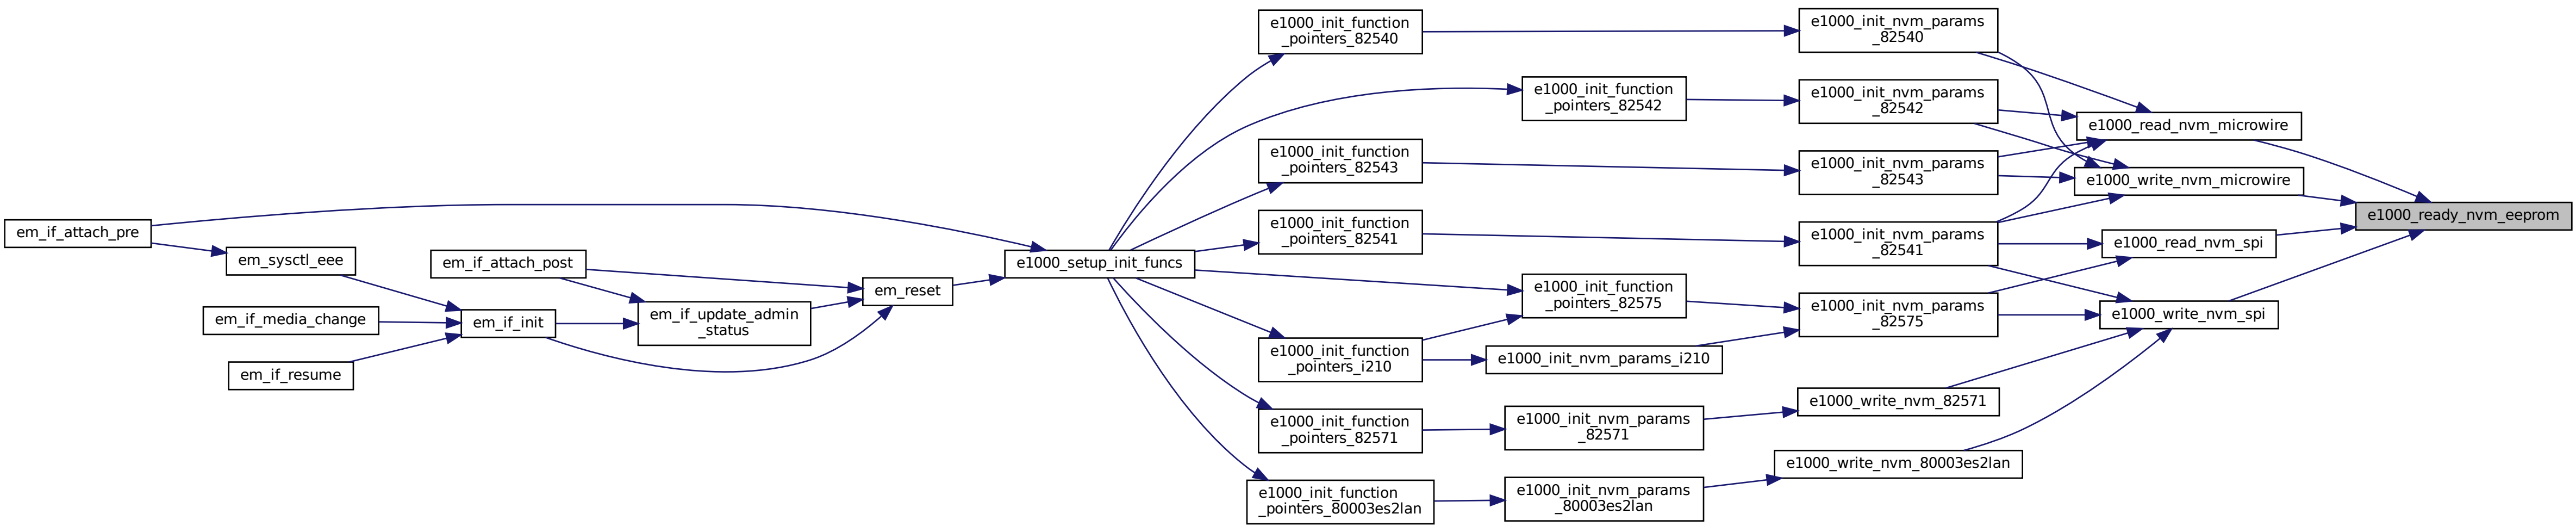 e1000_init_function
_pointers_82540
e1000_init_nvm_params
_82540
e1000_init_function
_pointers_82542
e1000_init_nvm_params
_82542
e1000_read_nvm_microwire
e1000_init_function
_pointers_82543
e1000_init_nvm_params
_82543
e1000_write_nvm_microwire
e1000_ready_nvm_eeprom
em_if_attach_pre
em_sysctl_eee
em_if_attach_post
e1000_setup_init_funcs
e1000_init_function
_pointers_82541
e1000_init_nvm_params
_82541
e1000_read_nvm_spi
em_reset
em_if_media_change
em_if_init
em_if_update_admin
_status
e1000_init_function
_pointers_82575
e1000_init_nvm_params
_82575
e1000_write_nvm_spi
em_if_resume
e1000_init_function
_pointers_i210
e1000_init_nvm_params_i210
e1000_init_function
_pointers_82571
e1000_init_nvm_params
_82571
e1000_write_nvm_82571
e1000_init_function
_pointers_80003es2lan
e1000_init_nvm_params
_80003es2lan
e1000_write_nvm_80003es2lan